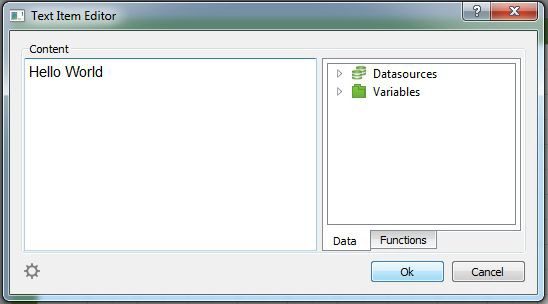 Text Item Editor
Content
Hello World
Datasources
Variables
Data
Functions
Ok
Cancel